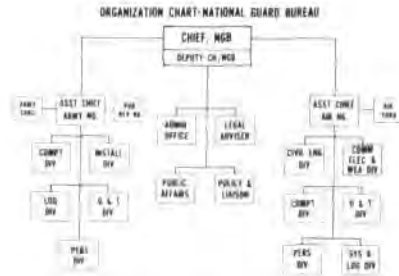 ORGANIZATION CHART-NATIONAL GUARD BUREAU
CHIEF, NGB
DEPUTY CH/NGB
ASST CHIEF
ARMY NG
ASST CHIEF
AIR NG
ADMIN
OFFICE
LEGAL
ADVISER
PUBLIC
AFFAIRS
POLICY &
LIAISON
COMPT
DIV
INSTALL
DIV
LOG
DIV
O & T
DIV
PERS
DIV
CIVIL ENG
DIV
COMM
ELEC &
DIV
COMPT
DIV
O & T
DIV
PERS
DIV
SYS &
LOG DIV